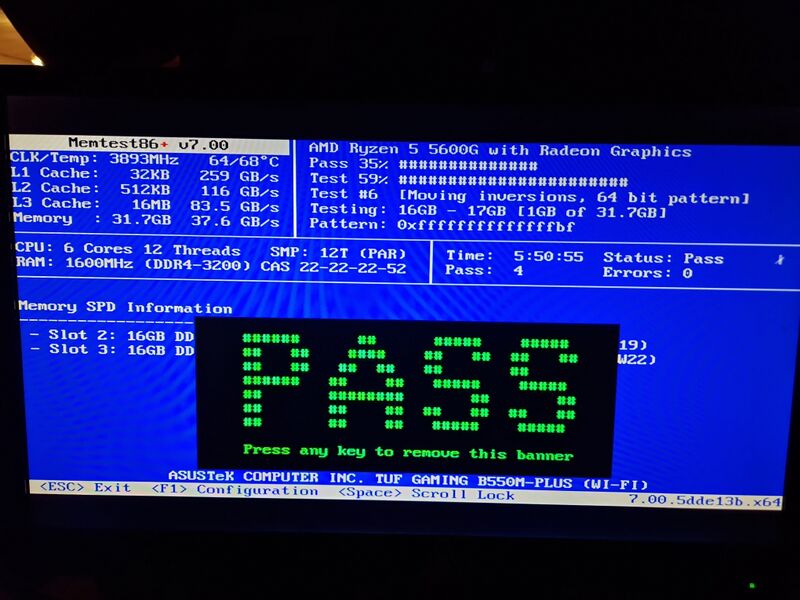 Memtest86+ v7.00
AMD Ryzen 5 5600G with Radeon Graphics
CLK/Temp: 3893MHz 64/68°C
Pass 35% ##############
L1 Cache: 32KB 259 GB/s
Test 59% #######################
L2 Cache: 512KB 116 GB/s
Test #6 [Moving inversions, 64 bit pattern]
L3 Cache: 16MB 83.5 GB/s
Testing: 16GB - 17GB [1GB of 31.7GB]
Memory : 31.7GB 37.6 GB/s
Pattern: 0xffffffffffffffbf
CPU: 6 Cores 12 Threads SMP: 12T (PAR)
Time: 5:50:55 Status: Pass
RAM: 1600MHz (DDR4-3200) CAS 22-22-22-52
Pass: 4 Errors: 0
Memory SPD Information
- Slot 2: 16GB DD 19)
- Slot 3: 16GB DD W22)
PASS
Press any key to remove this banner
ASUSTeK COMPUTER INC. TUF GAMING B550M-PLUS (WI-FI)
<ESC> Exit <F1> Configuration <Space> Scroll Lock 7.00.5dde13b.x64